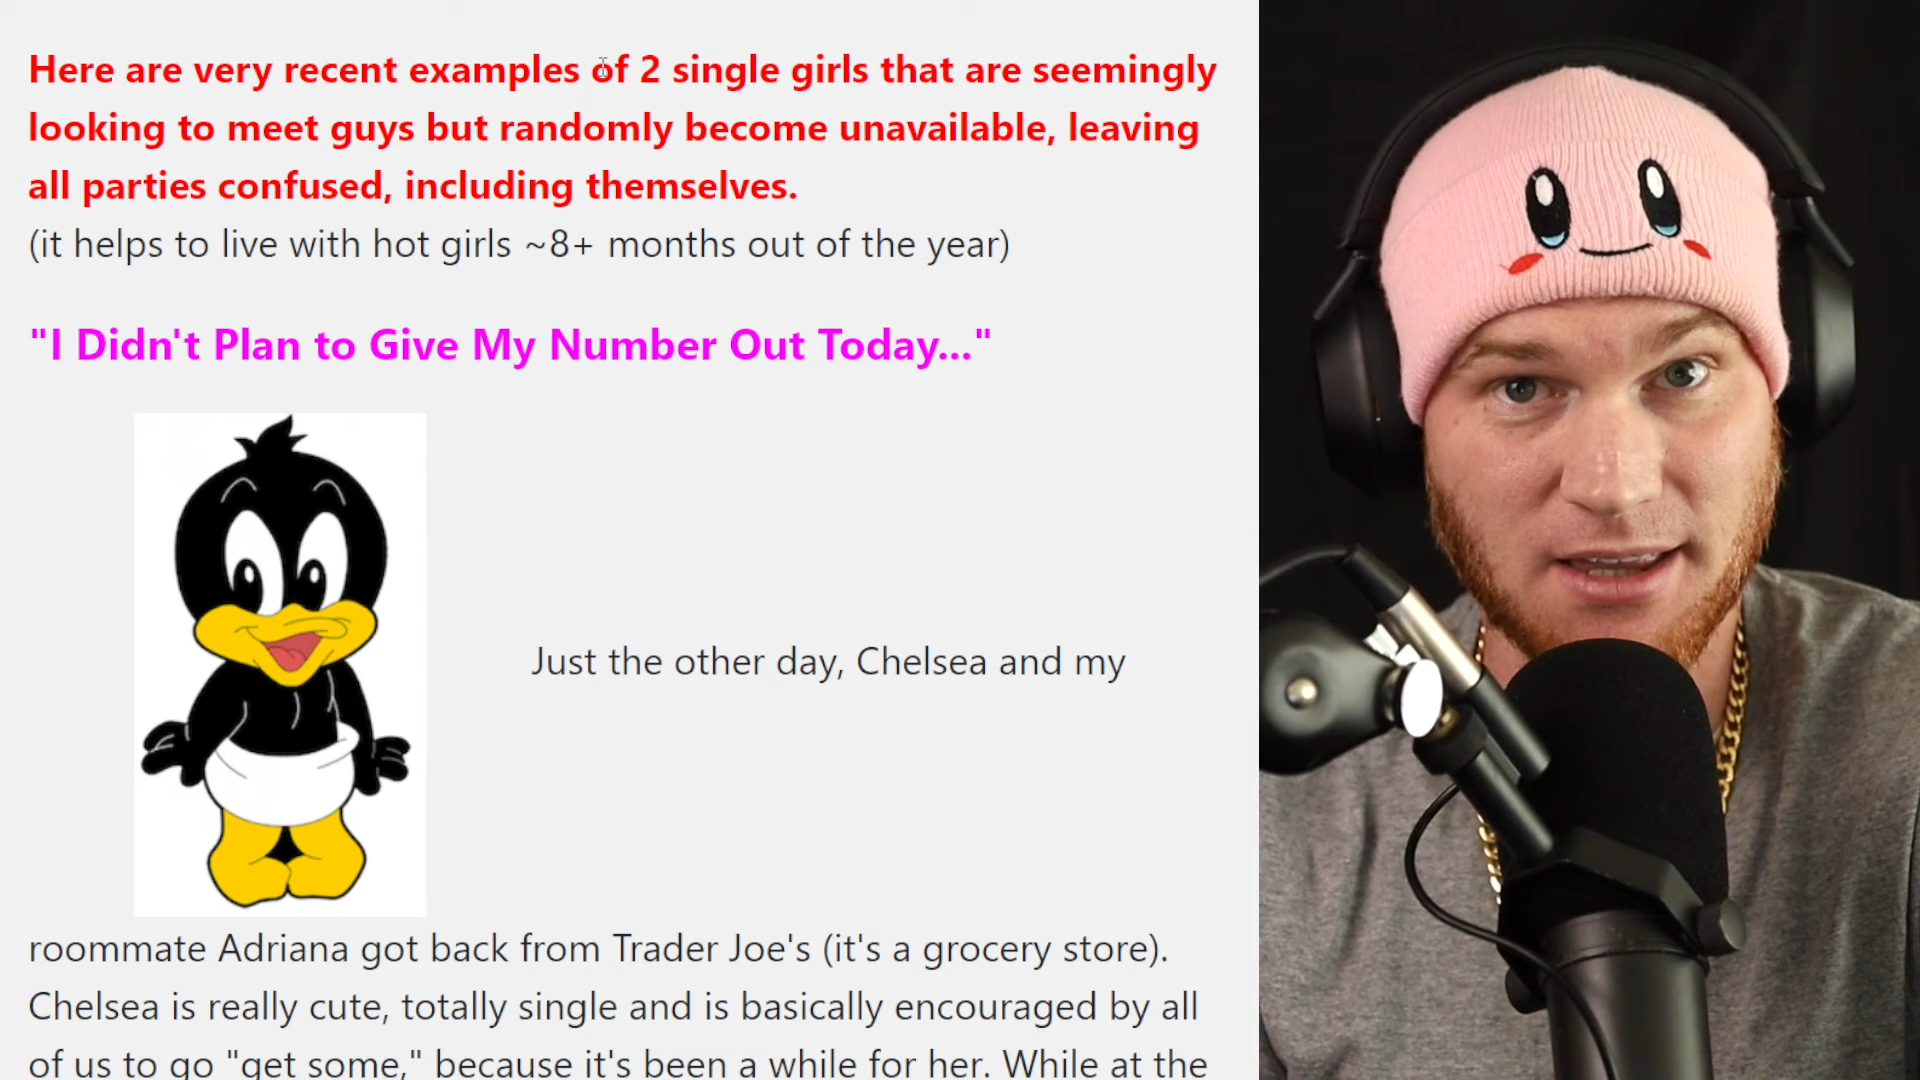 Here are very recent examples of 2 single girls that are seemingly
looking to meet guys but randomly become unavailable, leaving
all parties confused, including themselves.
(it helps to live with hot girls ~8+ months out of the year)
"I Didn't Plan to Give My Number Out Today..."
Just the other day, Chelsea and my
roommate Adriana got back from Trader Joe's (it's a grocery store).
Chelsea is really cute, totally single and is basically encouraged by all
of us to go "get some," because it's been a while for her. While at the